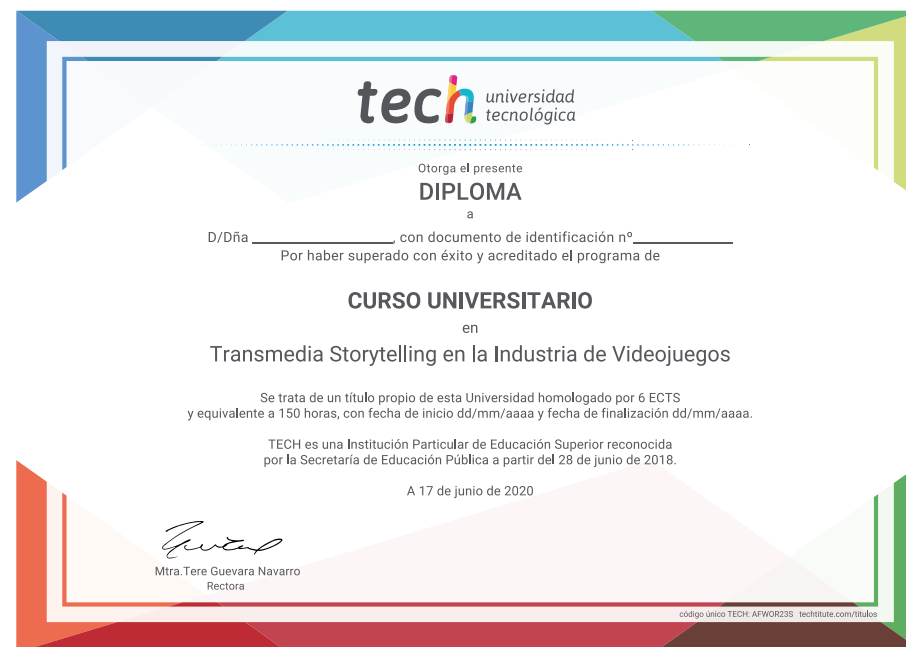 tech universidad
tecnológica
Otorga el presente
DIPLOMA
a
D/Dña ____________________, con documento de identificación nº______________
Por haber superado con éxito y acreditado el programa de
CURSO UNIVERSITARIO
en
Transmedia Storytelling en la Industria de Videojuegos
Se trata de un título propio de esta Universidad homologado por 6 ECTS
y equivalente a 150 horas, con fecha de inicio dd/mm/aaaa y fecha de finalización dd/mm/aaaa.
TECH es una Institución Particular de Educación Superior reconocida
por la Secretaría de Educación Pública a partir del 28 de junio de 2018.
A 17 de junio de 2020
Mtra.Tere Guevara Navarro
Rectora
código único TECH: AFWOR23S techtitute.com/titulos